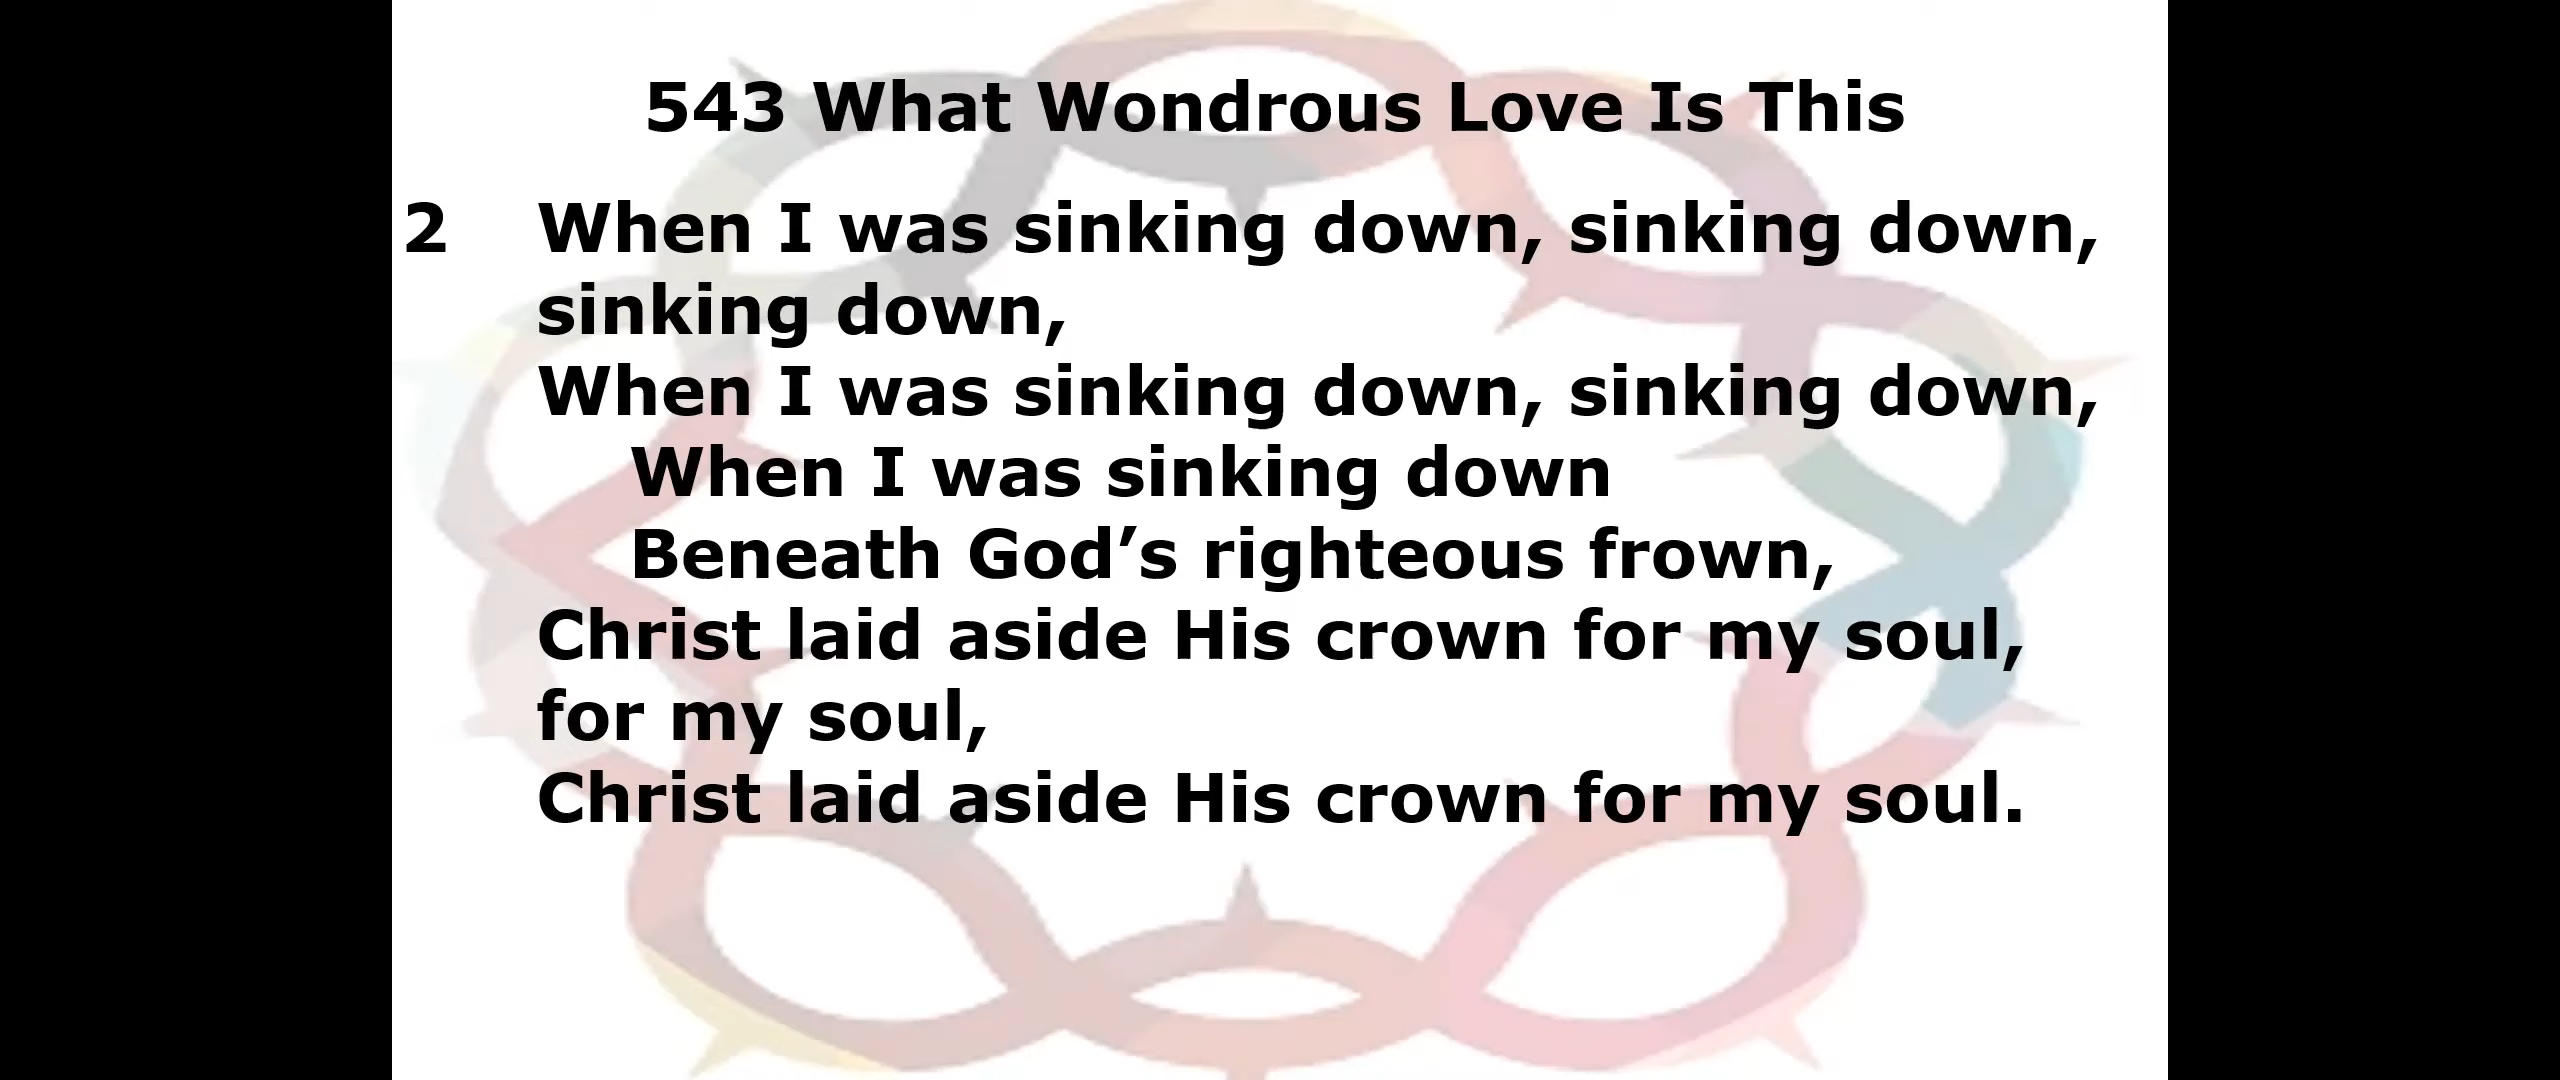 543 What Wondrous Love Is This
2 When I was sinking down, sinking down,
sinking down,
When I was sinking down, sinking down,
When I was sinking down
Beneath God’s righteous frown,
Christ laid aside His crown for my soul,
for my soul,
Christ laid aside His crown for my soul.